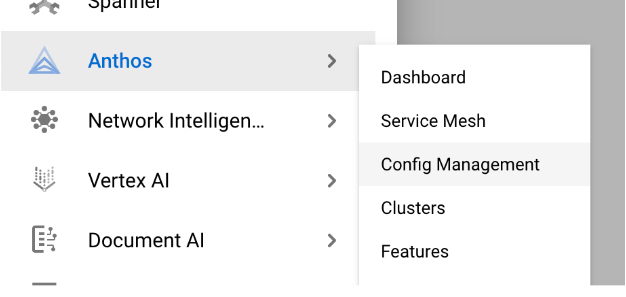 Spanner
Anthos
Network Intelligen...
Vertex AI
Document AI
Dashboard
Service Mesh
Config Management
Clusters
Features